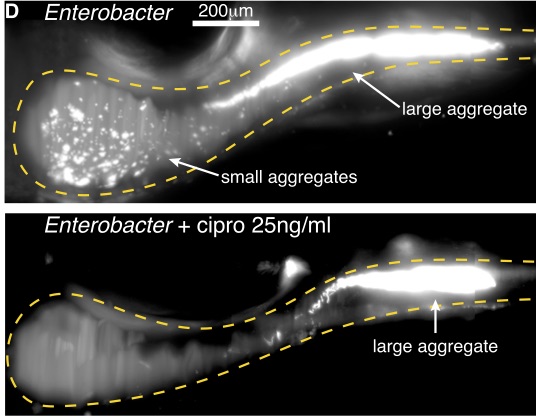 D Enterobacter
200μm
large aggregate
small aggregates
Enterobacter + cipro 25ng/ml
large aggregate